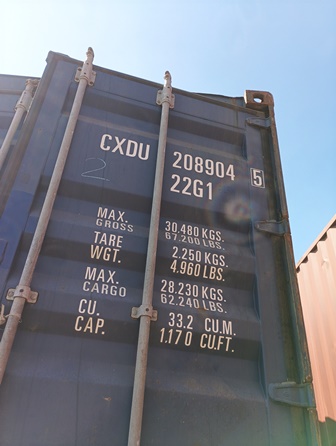 CXDU 208904 5
2 22G1
MAX. GROSS 30.480 KGS.
67.200 LBS.
TARE WGT. 2.250 KGS.
4.960 LBS.
MAX. CARGO 28.230 KGS.
62.240 LBS.
CU. CAP. 33.2 CU.M.
1.170 CU.FT.